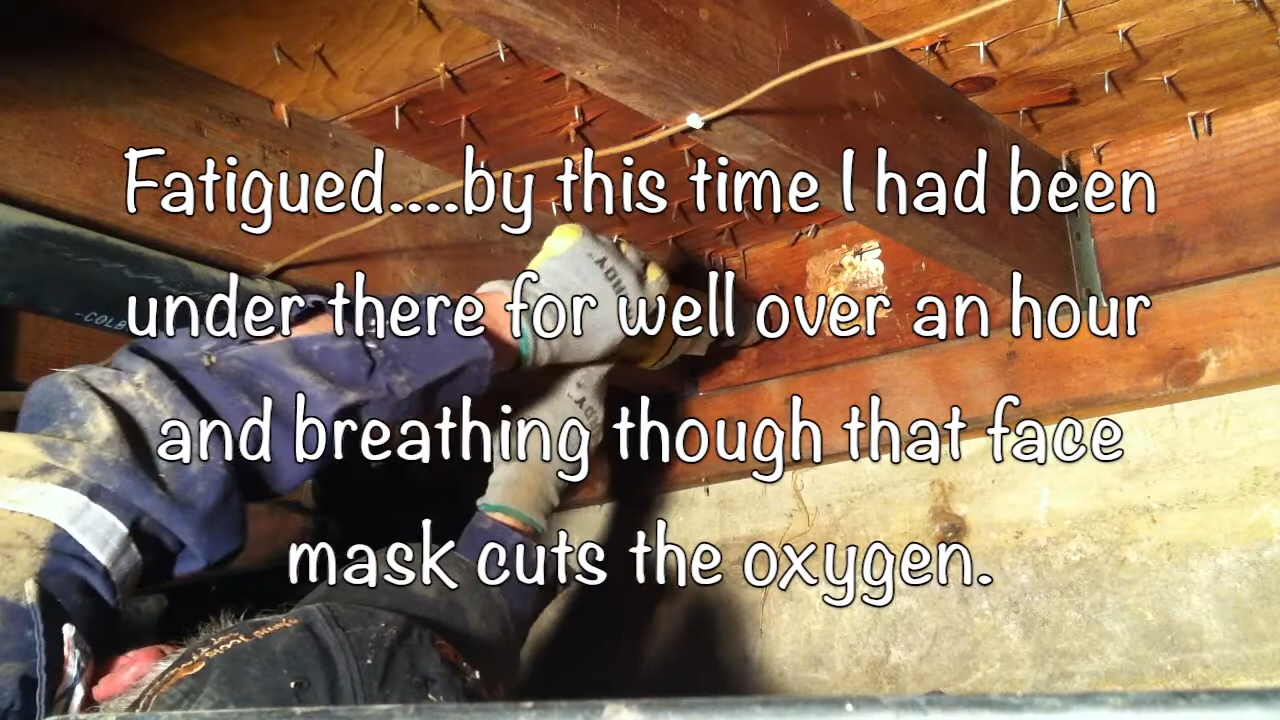 Fatigued....by this time I had been
under there for well over an hour
and breathing though that face
mask cuts the oxygen.